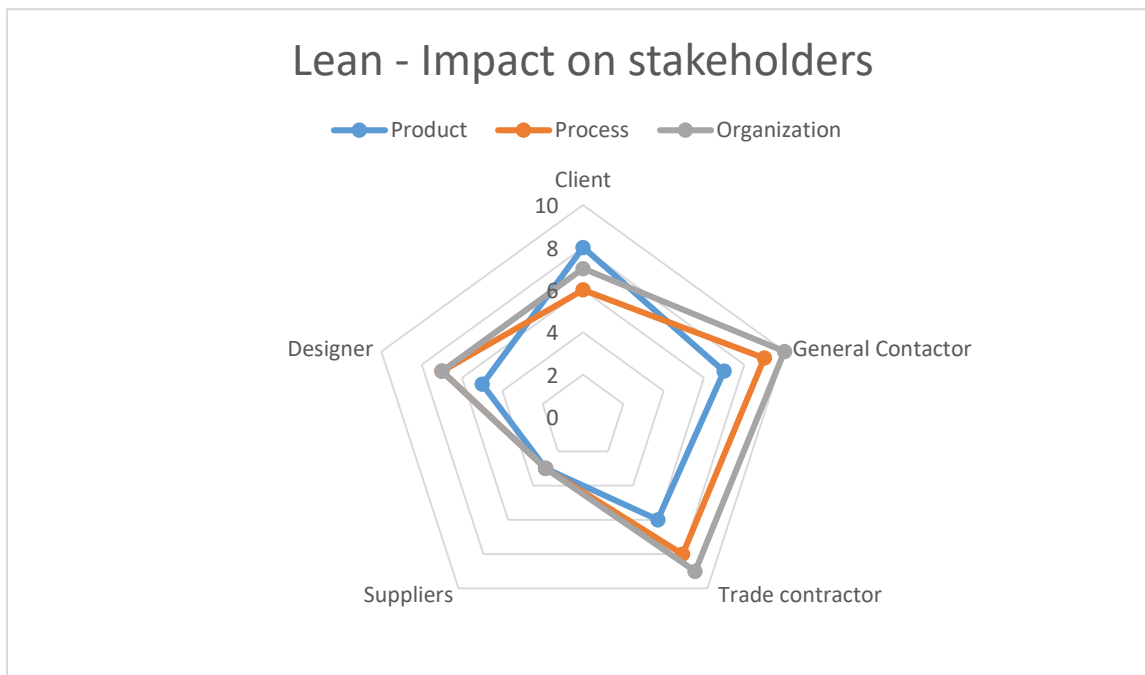 Lean - Impact on stakeholders
Product Process Organization
Client
10
8
6
4
2
0
Designer
General Contactor
Suppliers
Trade contractor